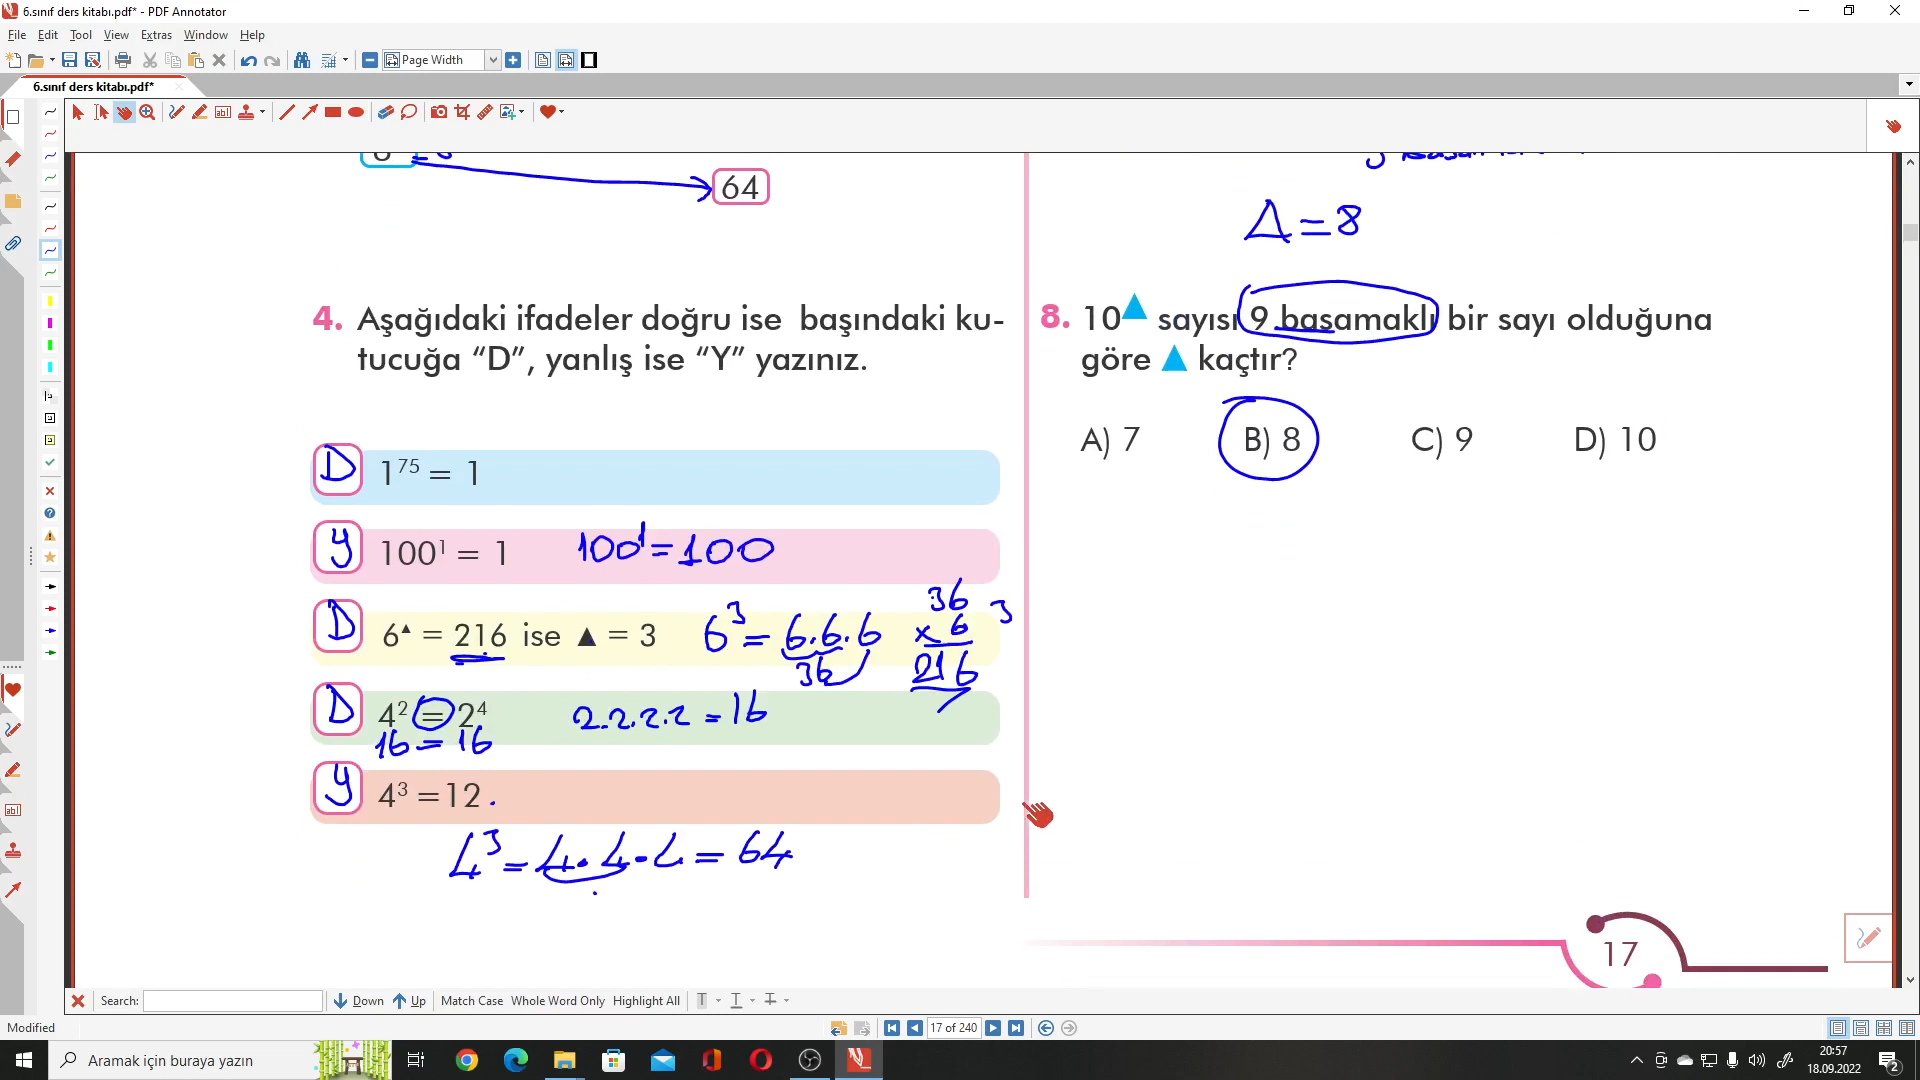 6.sınıf ders kitabı.pdf* - PDF Annotator
File Edit Tool View Extras Window Help
Page Width
6.sınıf ders kitabı.pdf*
64
Δ = 8
4. Aşağıdaki ifadeler doğru ise başındaki ku-
tucuğa “D”, yanlış ise “Y” yazınız.
D 1⁷⁵ = 1
Y 100¹ = 1 100¹ = 100
D 6▲ = 216 ise ▲ = 3 6³ = 6.6.6
36
36
x 6
216
3
D 4² = 2⁴ 2.2.2.2 = 16
16 = 16
Y 4³ = 12 .
4³ = 4 . 4 . 4 = 64
8. 10▲ sayısı 9 basamaklı bir sayı olduğuna
göre ▲ kaçtır?
A) 7 B) 8 C) 9 D) 10
17
Search: Down Up Match Case Whole Word Only Highlight All
Modified
17 of 240
Aramak için buraya yazın
20:57
18.09.2022
2